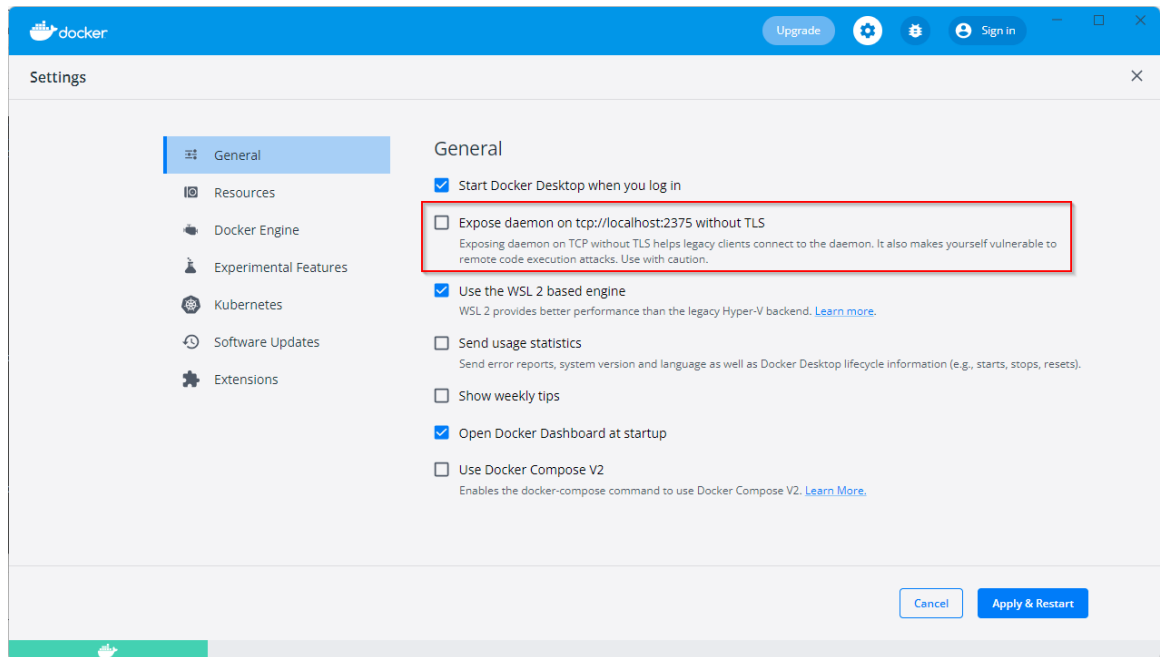 docker
Upgrade
Sign in
Settings
General
Resources
Docker Engine
Experimental Features
Kubernetes
Software Updates
Extensions
General
Start Docker Desktop when you log in
Expose daemon on tcp://localhost:2375 without TLS
Exposing daemon on TCP without TLS helps legacy clients connect to the daemon. It also makes yourself vulnerable to
remote code execution attacks. Use with caution.
Use the WSL 2 based engine
WSL 2 provides better performance than the legacy Hyper-V backend. Learn more.
Send usage statistics
Send error reports, system version and language as well as Docker Desktop lifecycle information (e.g., starts, stops, resets).
Show weekly tips
Open Docker Dashboard at startup
Use Docker Compose V2
Enables the docker-compose command to use Docker Compose V2. Learn More.
Cancel
Apply & Restart